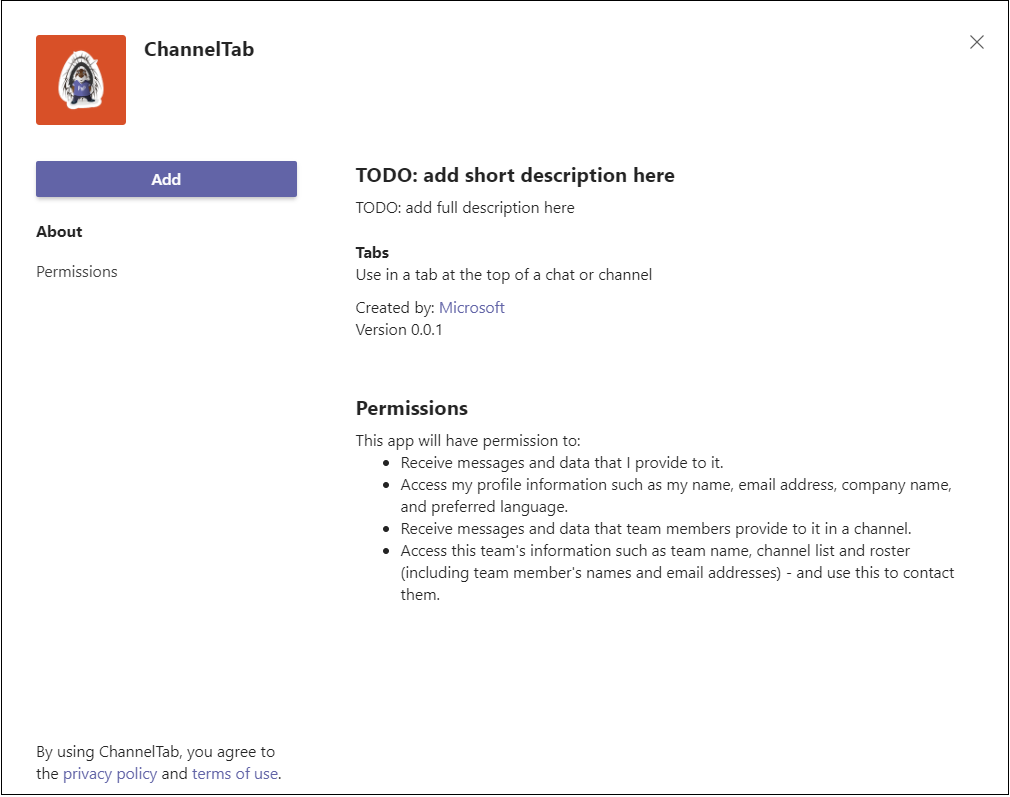 ChannelTab
Add
About
Permissions
TODO: add short description here
TODO: add full description here
Tabs
Use in a tab at the top of a chat or channel
Created by: Microsoft
Version 0.0.1
Permissions
This app will have permission to:
Receive messages and data that I provide to it.
Access my profile information such as my name, email address, company name,
and preferred language.
Receive messages and data that team members provide to it in a channel.
Access this team's information such as team name, channel list and roster
(including team member's names and email addresses) - and use this to contact
them.
By using ChannelTab, you agree to
the privacy policy and terms of use.